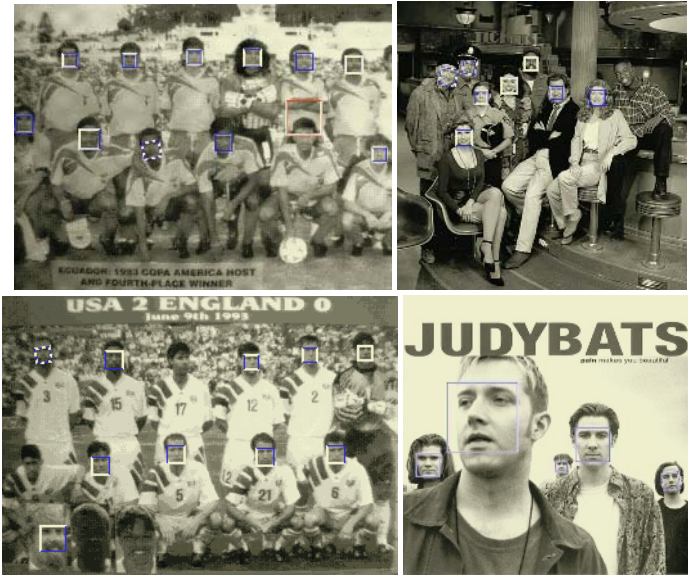 ECUADOR: 1993 COPA AMERICA HOST
AND FOURTH-PLACE WINNER
USA 2 ENGLAND 0
June 9th 1993
3
15
17
12
2
5
21
6
JUDYBATS
pain makes you beautiful